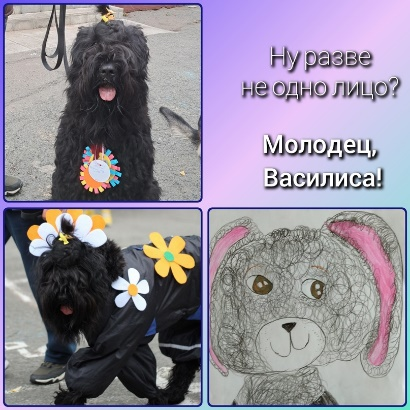 Ну разве
не одно лицо?
Молодец,
Василиса!